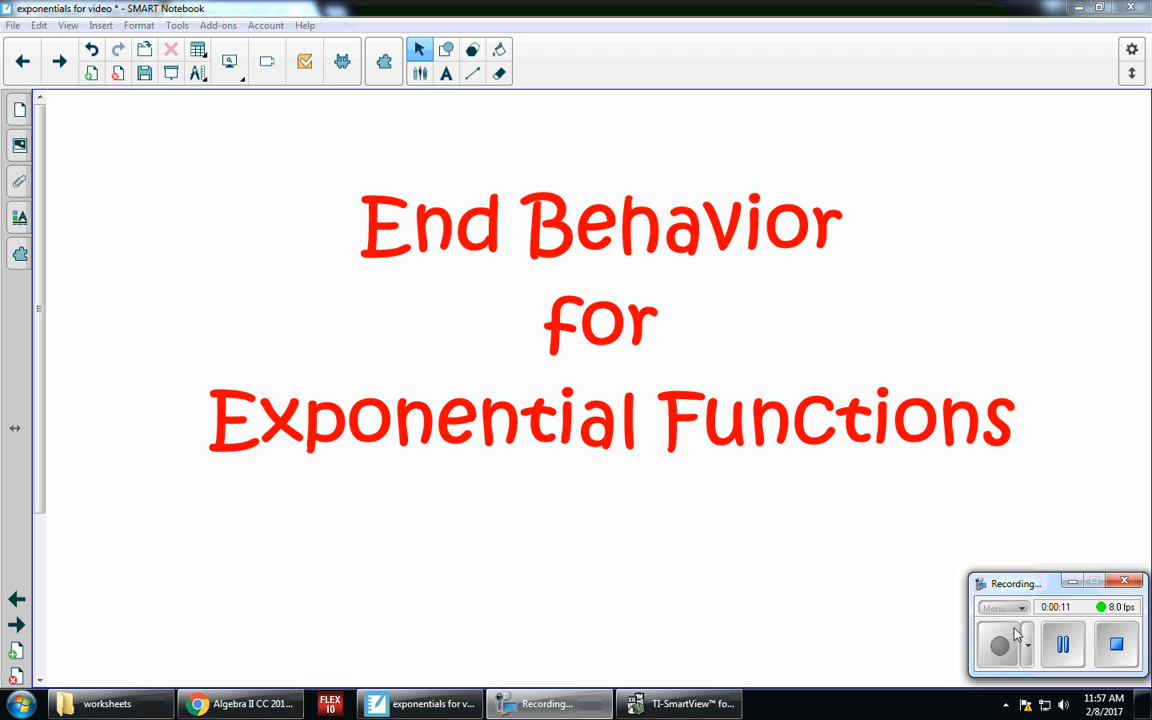 exponentials for video * - SMART Notebook
File Edit View Insert Format Tools Add-ons Account Help
End Behavior
for
Exponential Functions
Recording...
Menu 0:00:11 8.0 fps
worksheets Algebra II CC 201... FLEX 10 exponentials for v... Recording... TI-SmartView™ fo... 11:57 AM
2/8/2017